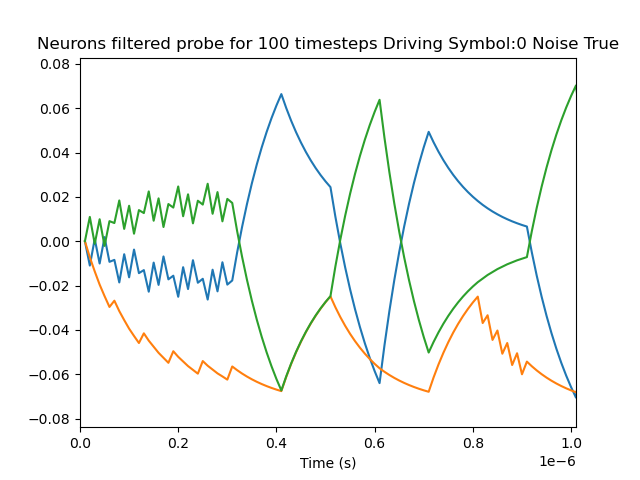 Neurons filtered probe for 100 timesteps Driving Symbol:0 Noise True
0.08
0.06
0.04
0.02
0.00
−0.02
−0.04
−0.06
−0.08
0.0 0.2 0.4 0.6 0.8 1.0
1e−6
Time (s)